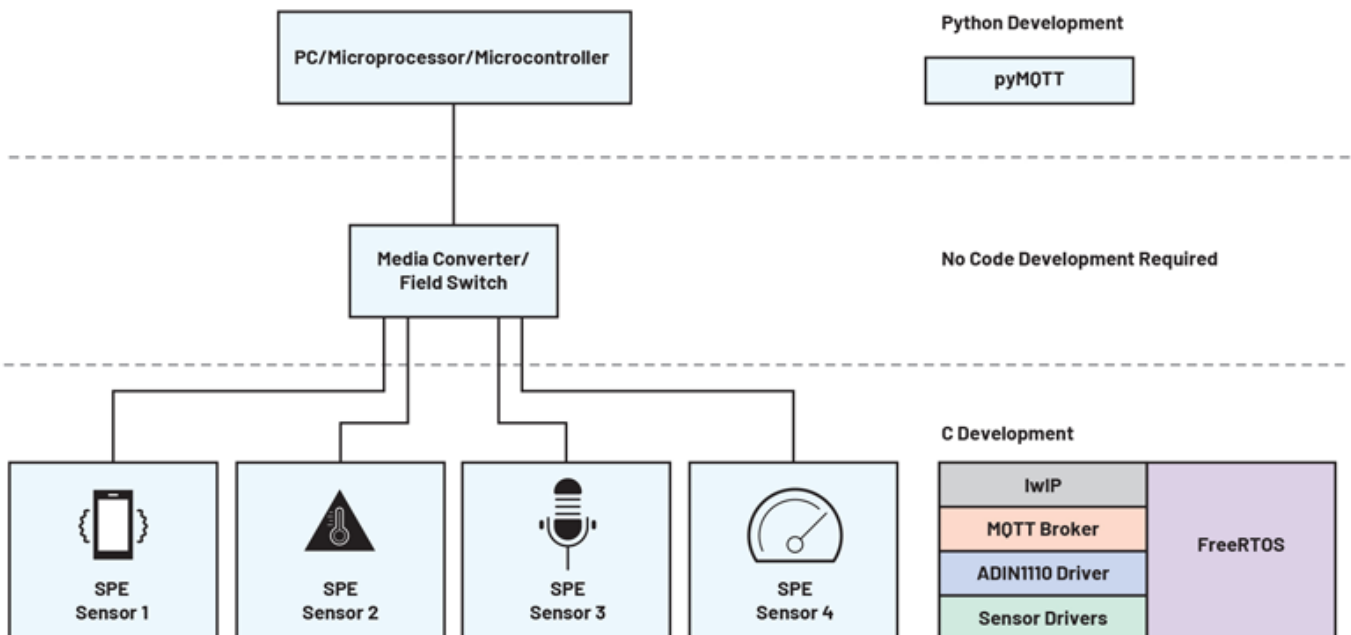 Python Development
PC/Microprocessor/Microcontroller
pyMQTT
Media Converter/
Field Switch
No Code Development Required
C Development
SPE
Sensor 1
SPE
Sensor 2
SPE
Sensor 3
SPE
Sensor 4
lwIP
MQTT Broker
ADIN1110 Driver
Sensor Drivers
FreeRTOS